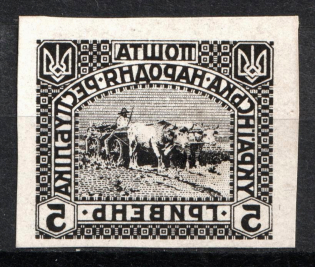 ПОШТА
УКРАЇНСЬКА·НАРОДНЯ·РЕСПУБЛІКА
5 ГРИВЕНЬ 5